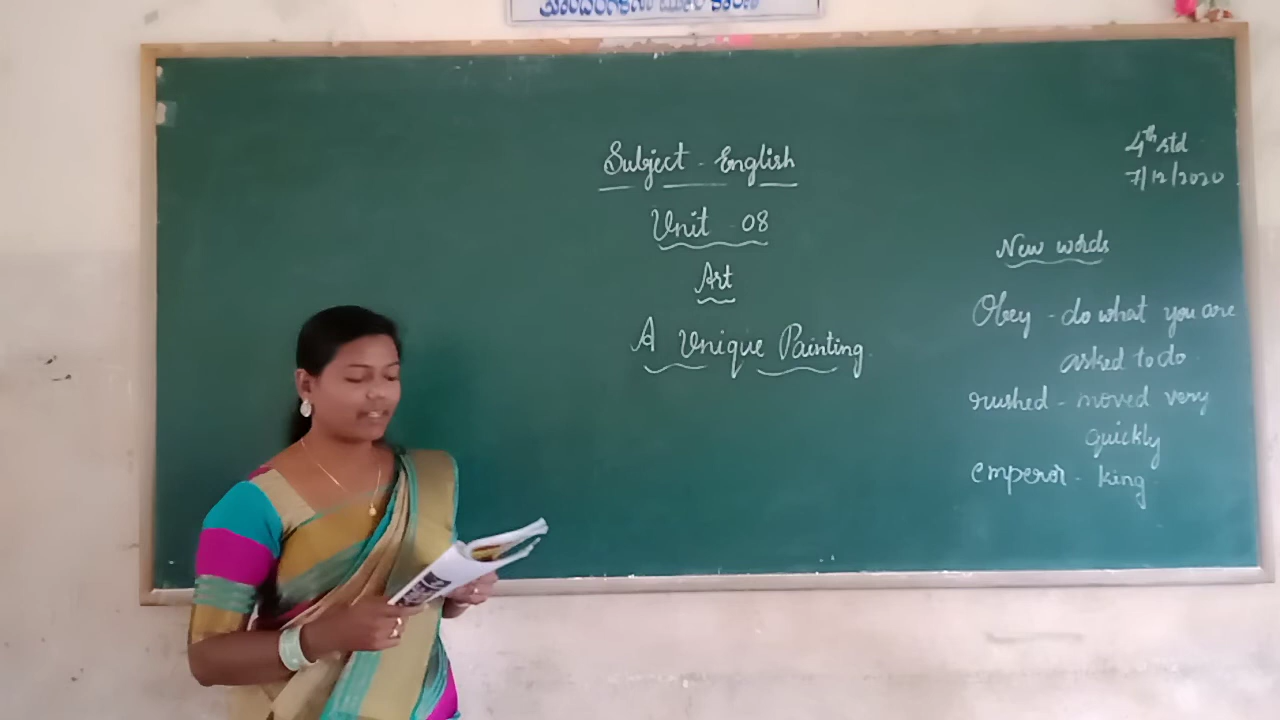 Subject - English
Unit 08
Art
A Unique Painting
4th std
7/12/2020
New words
Obey - do what you are
asked to do
rushed - moved very
quickly
emperor - king